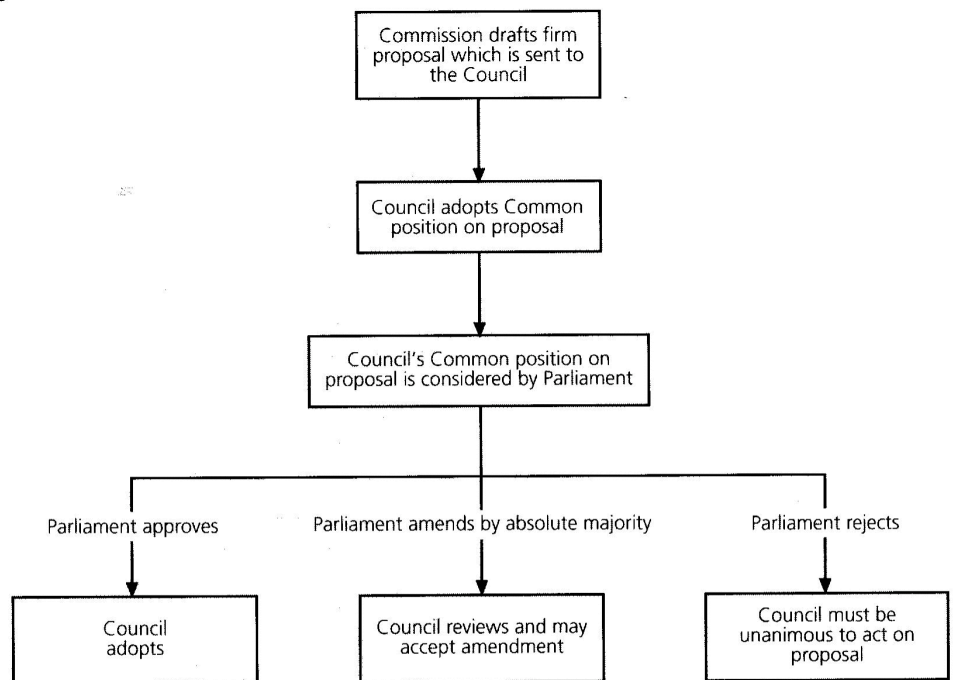 Commission drafts firm
proposal which is sent to
the Council
Council adopts Common
position on proposal
Council's Common position on
proposal is considered by Parliament
Parliament approves
Parliament amends by absolute majority
Parliament rejects
Council
adopts
Council reviews and may
accept amendment
Council must be
unanimous to act on
proposal